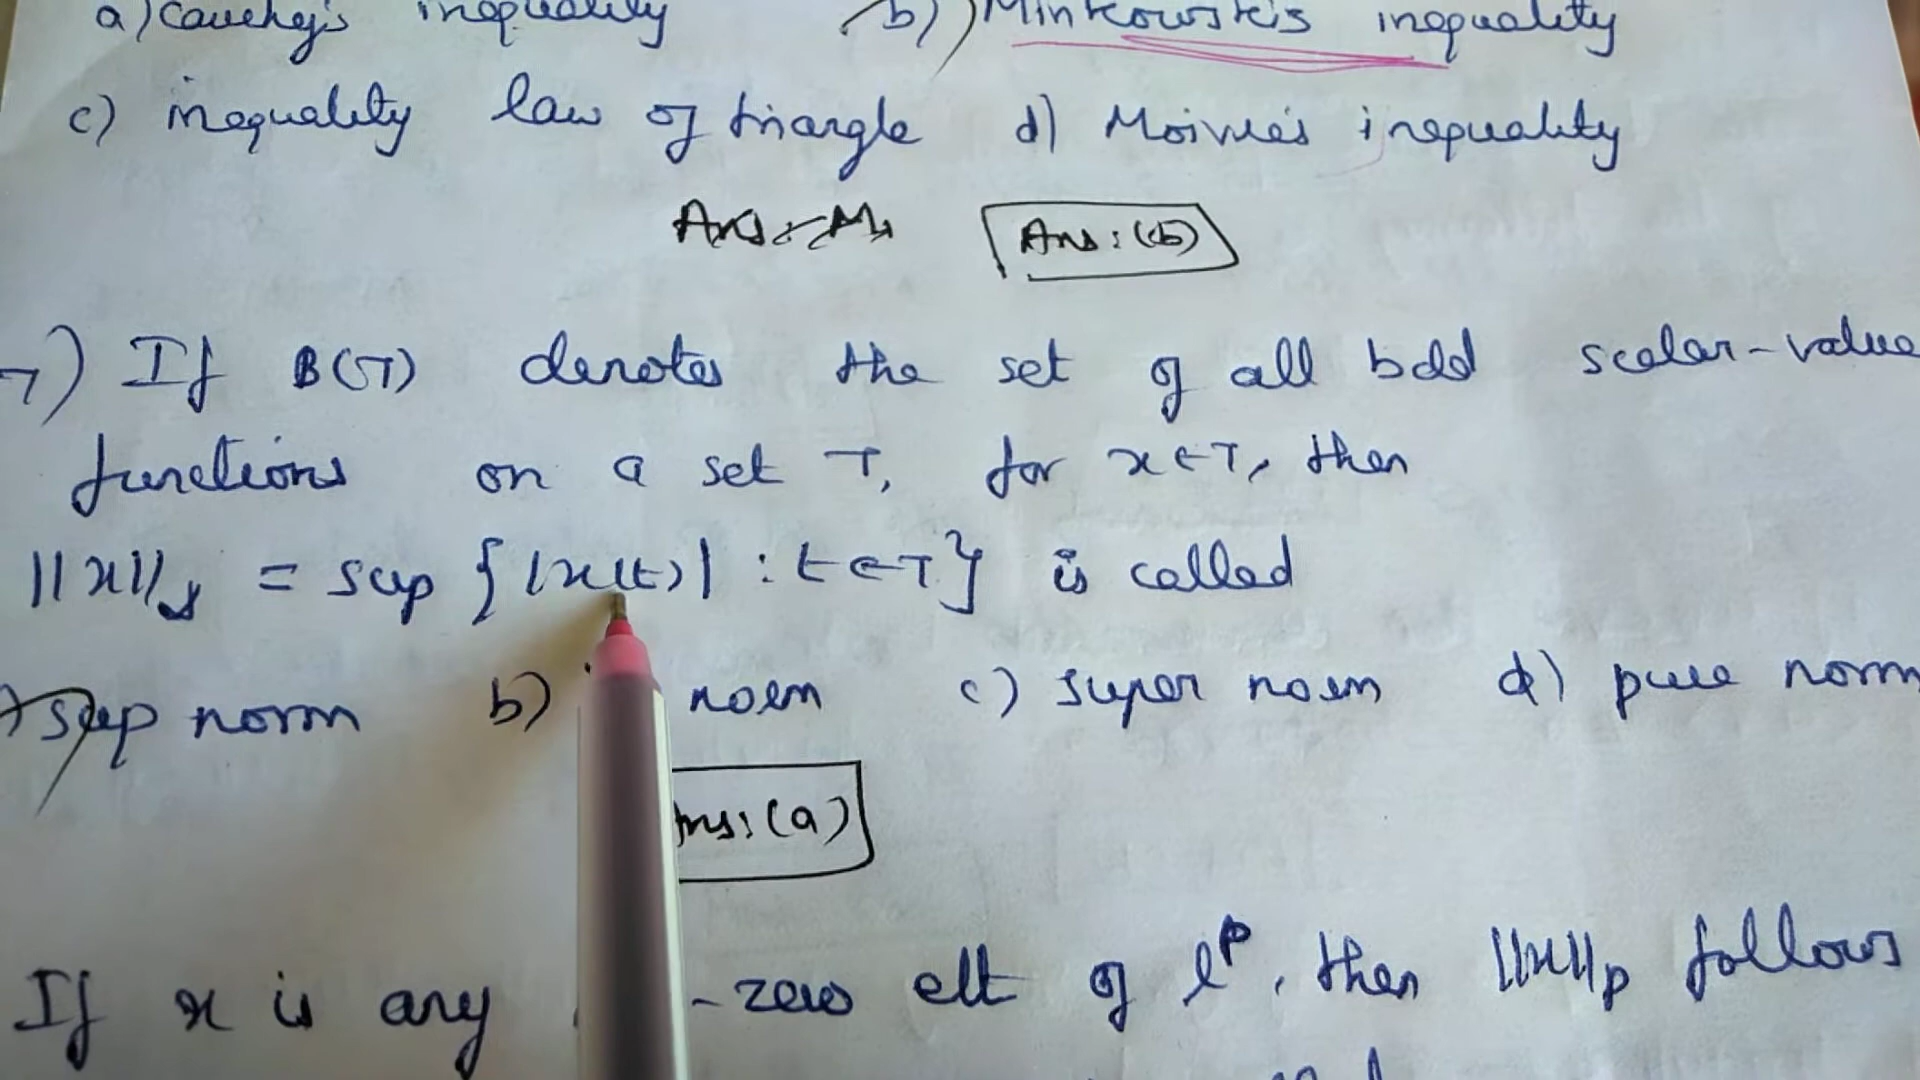 a) Cauchy's inequality b) Minkowski's inequality
c) inequality law of triangle d) Moivre's inequality
Ans: (b)
7) If B(T) denotes the set of all bdd scalar-value
functions on a set T, for x∈T, then
||x||s = sup {|x(t)| : t∈T} is called
sup norm b) norm c) super norm d) pure norm
Ans: (a)
If x is any -zero elt of l^p, then ||x||p follows